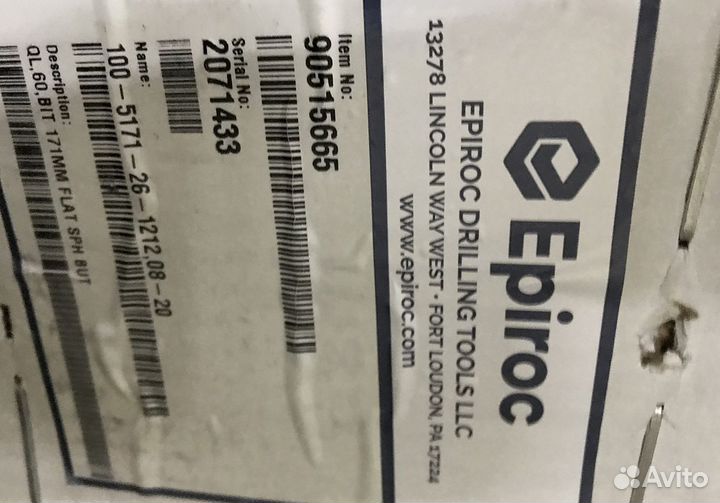 Epiroc
EPIROC DRILLING TOOLS LLC
13278 LINCOLN WAY WEST · FORT LOUDON, PA 17224
www.epiroc.com
Item No:
90515665
Serial No:
2071433
Name:
100-5171-26-1212,08-20
Description:
QL,60,BIT 171MM FLAT SPH BUT
Avito